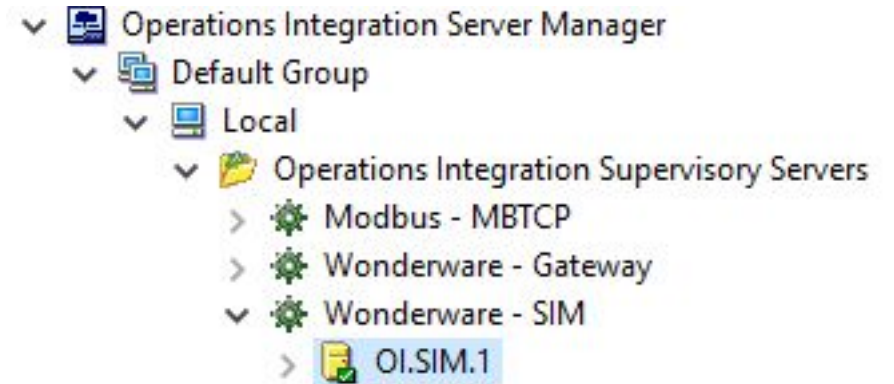 Operations Integration Server Manager
Default Group
Local
Operations Integration Supervisory Servers
Modbus - MBTCP
Wonderware - Gateway
Wonderware - SIM
OI.SIM.1